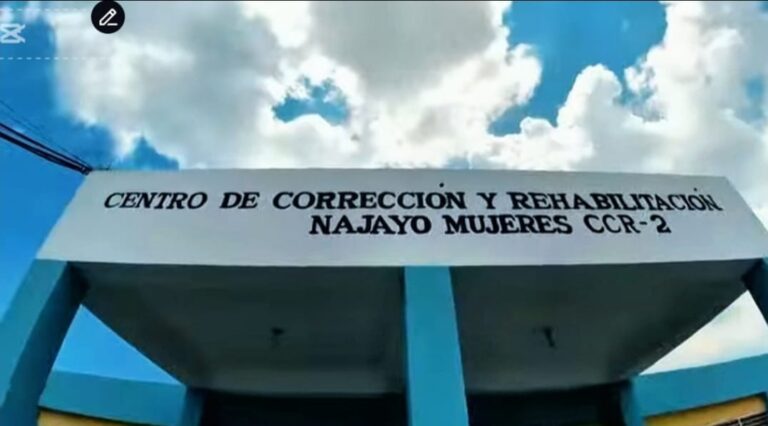 CENTRO DE CORRECCIÓN Y REHABILITACIÓN
NAJAYO MUJERES CCR-2